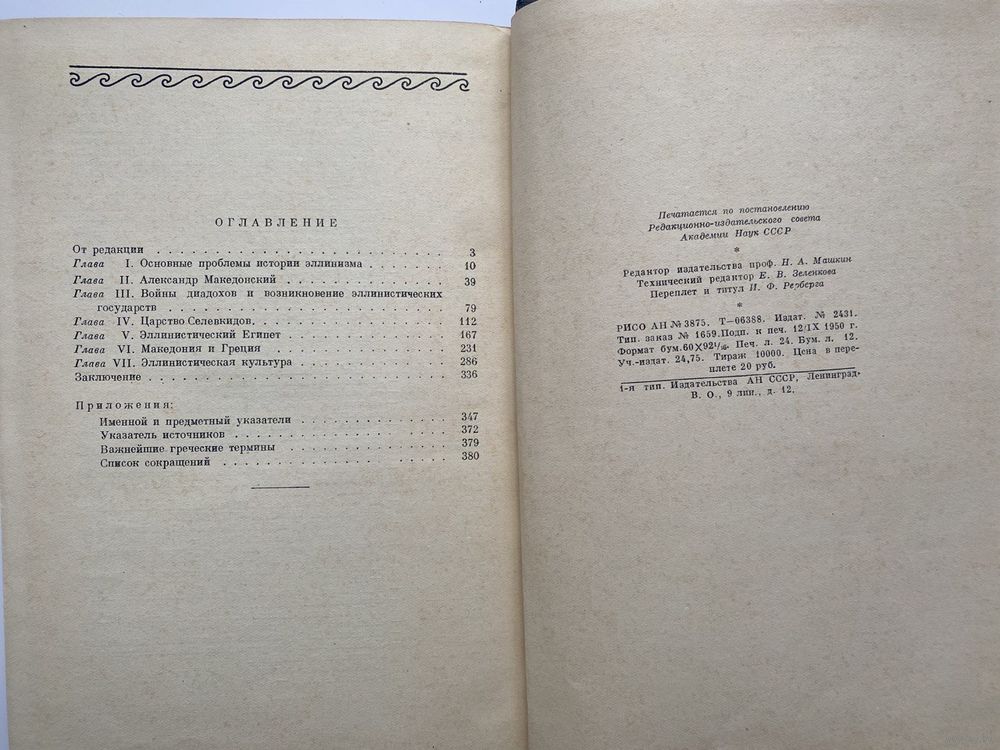 ОГЛАВЛЕНИЕ
От редакции . . . . . . . . . . . . . . . . . . . . 3
Глава I. Основные проблемы истории эллинизма . . . . . . . 10
Глава II. Александр Македонский . . . . . . . . . . . . . 39
Глава III. Войны диадохов и возникновение эллинистических
государств . . . . . . . . . . . . . . . . . . . . 79
Глава IV. Царство Селевкидов. . . . . . . . . . . . . . . 112
Глава V. Эллинистический Египет . . . . . . . . . . . . . 167
Глава VI. Македония и Греция . . . . . . . . . . . . . . 231
Глава VII. Эллинистическая культура . . . . . . . . . . . . 286
Заключение . . . . . . . . . . . . . . . . . . . . . 336
Приложения:
Именной и предметный указатели . . . . . . . . . . . . 347
Указатель источников . . . . . . . . . . . . . . . . 372
Важнейшие греческие термины . . . . . . . . . . . . . 379
Список сокращений . . . . . . . . . . . . . . . . . 380
Печатается по постановлению
Редакционно-издательского совета
Академии Наук СССР
*
Редактор издательства проф. Н. А. Машкин
Технический редактор Е. В. Зеленкова
Переплет и титул И. Ф. Рерберга
*
РИСО АН № 3875. Т—06388. Издат. № 2431.
Тип. заказ № 1659. Подп. к печ. 12/IX 1950 г.
Формат бум. 60X92¹/₁₆. Печ. л. 24. Бум. л. 12.
Уч.-издат. 24,75. Тираж 10000. Цена в пере-
плете 20 руб.
1-я тип. Издательства АН СССР, Ленинград,
В. О., 9 лин., д. 12.